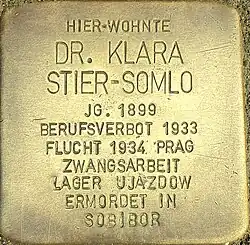 HIER WOHNTE
DR. KLARA
STIER-SOMLO
JG. 1899
BERUFSVERBOT 1933
FLUCHT 1934 PRAG
ZWANGSARBEIT
LAGER UJAZDOW
ERMORDET IN
SOBIBOR